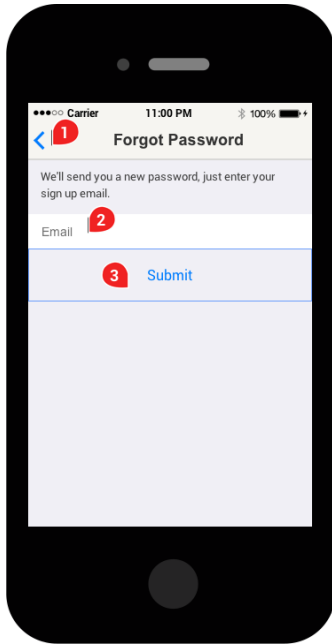 Carrier 11:00 PM 100%
1 Forgot Password
We'll send you a new password, just enter your
sign up email.
Email 2
3 Submit